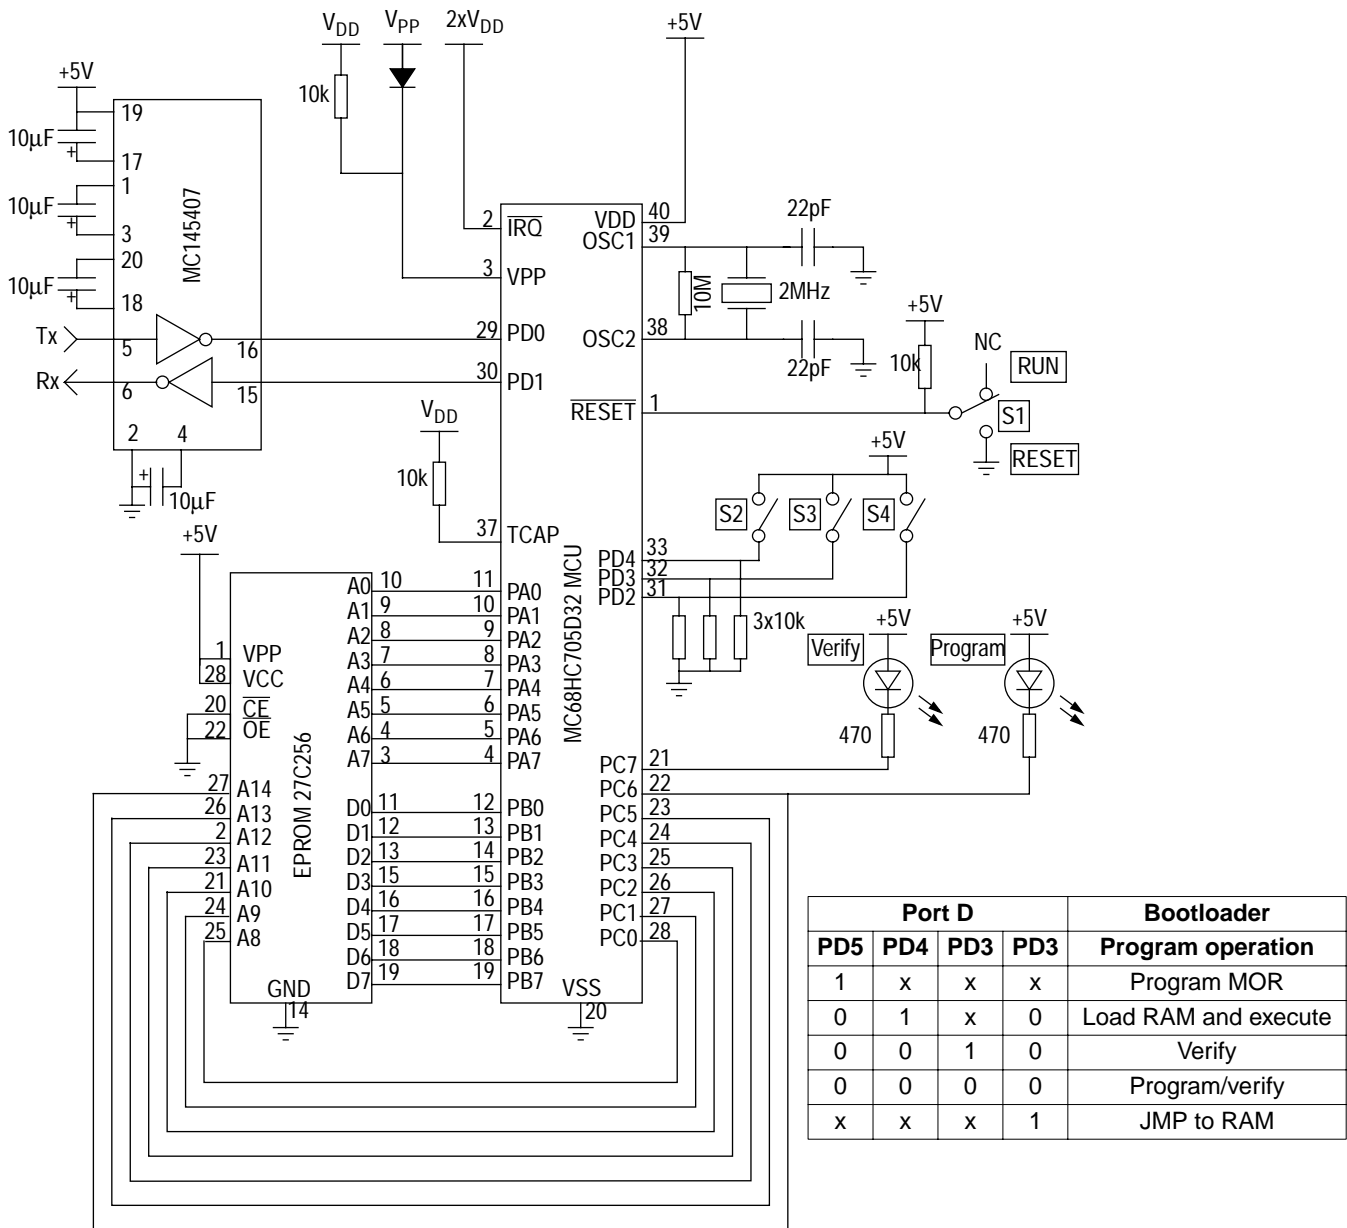 VDD VPP 2xVDD +5V
+5V
10k
MC145407
19
10µF
+
17
1
10µF
+
3
20
10µF
+
18
Tx 5 16
Rx 6 15
2 4
+
10µF
VDD
10k
MC68HC705D32 MCU
2 IRQ
3 VPP
29 PD0
30 PD1
37 TCAP
11 PA0
10 PA1
9 PA2
8 PA3
7 PA4
6 PA5
5 PA6
4 PA7
12 PB0
13 PB1
14 PB2
15 PB3
16 PB4
17 PB5
18 PB6
19 PB7
VDD 40
OSC1 39
OSC2 38
RESET 1
PD4 33
PD3 32
PD2 31
PC7 21
PC6 22
PC5 23
PC4 24
PC3 25
PC2 26
PC1 27
PC0 28
VSS
20
22pF
10M
2MHz
22pF
+5V
10k
NC
RUN
S1
RESET
+5V
S2 S3 S4
3x10k
+5V +5V
Verify Program
470 470
+5V
EPROM 27C256
1 VPP
28 VCC
20 CE
22 OE
27 A14
26 A13
2 A12
23 A11
21 A10
24 A9
25 A8
A0 10
A1 9
A2 8
A3 7
A4 6
A5 5
A6 4
A7 3
D0 11
D1 12
D2 13
D3 15
D4 16
D5 17
D6 18
D7 19
GND
14
Port D Bootloader
PD5 PD4 PD3 PD3 Program operation
1 x x x Program MOR
0 1 x 0 Load RAM and execute
0 0 1 0 Verify
0 0 0 0 Program/verify
x x x 1 JMP to RAM